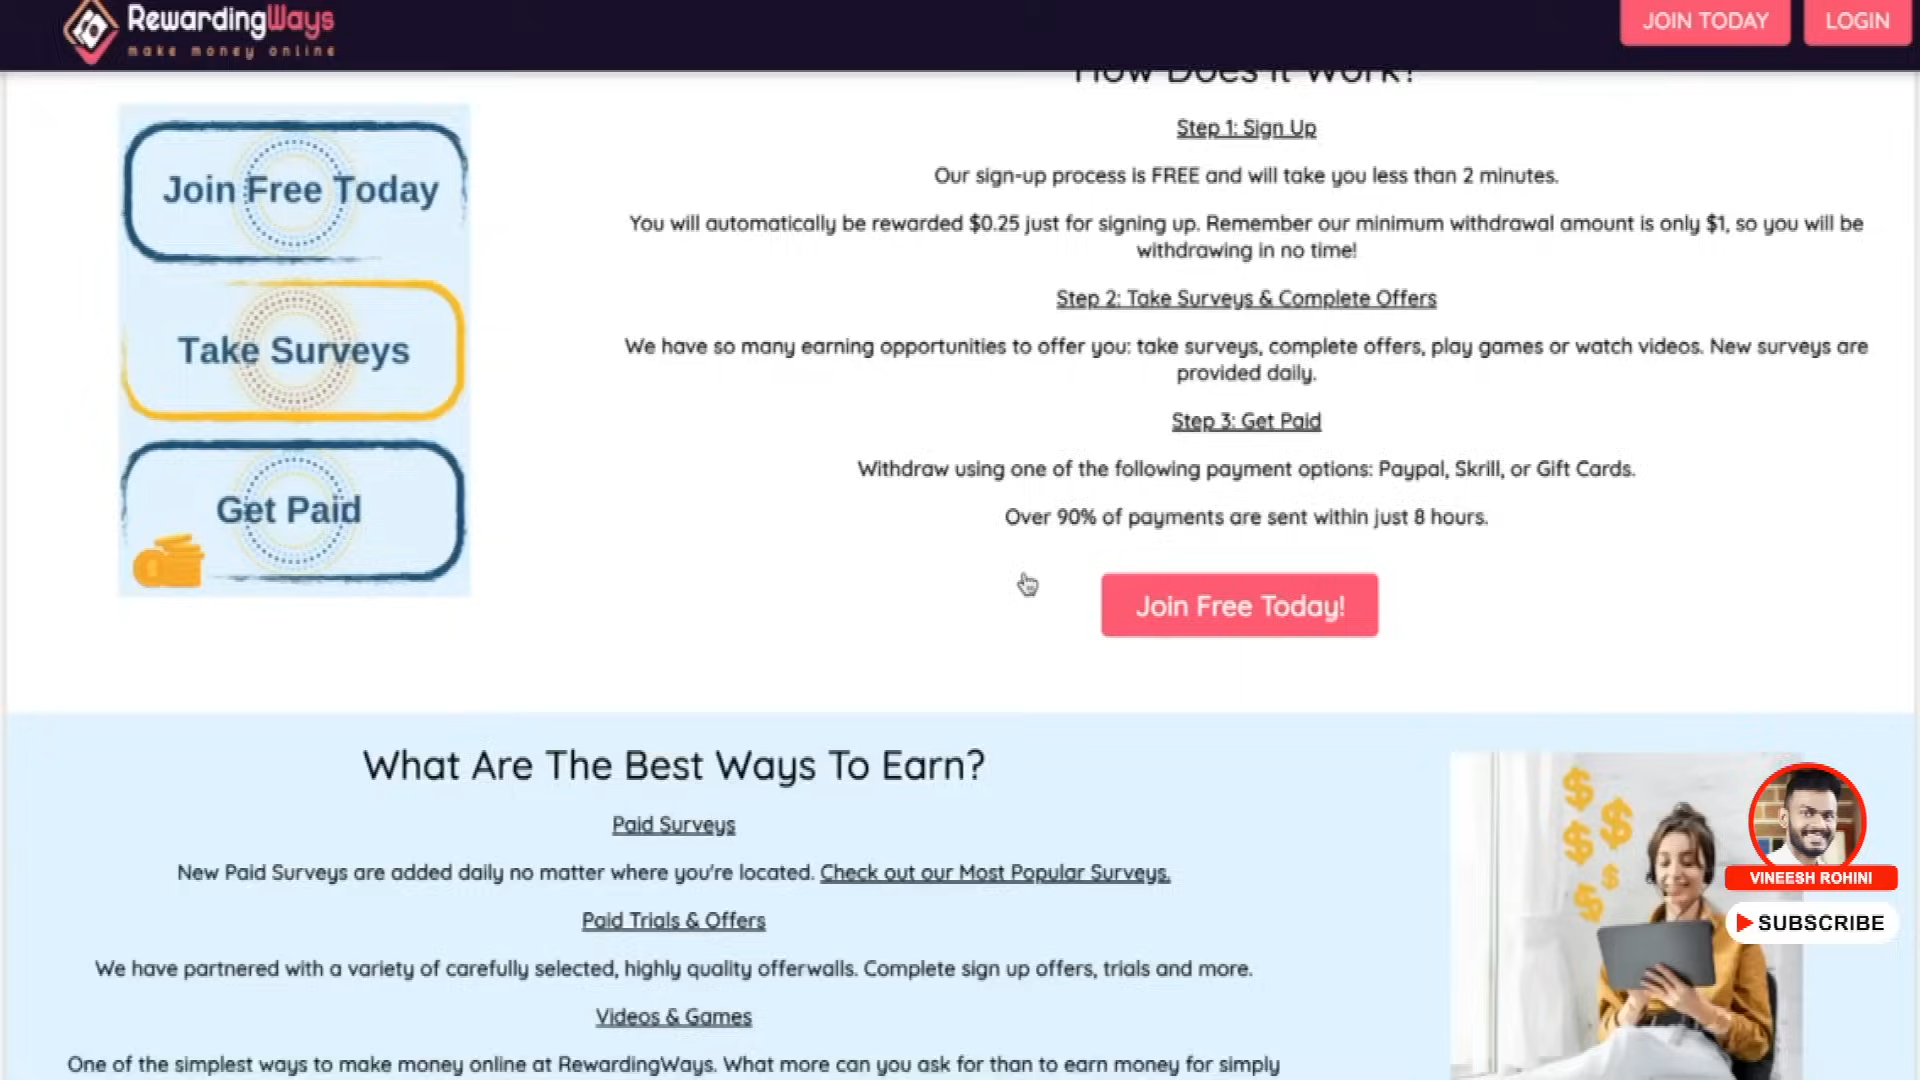 RewardingWays
make money online
JOIN TODAY
LOGIN
How Does It Work?
Join Free Today
Take Surveys
Get Paid
Step 1: Sign Up
Our sign-up process is FREE and will take you less than 2 minutes.
You will automatically be rewarded $0.25 just for signing up. Remember our minimum withdrawal amount is only $1, so you will be
withdrawing in no time!
Step 2: Take Surveys & Complete Offers
We have so many earning opportunities to offer you: take surveys, complete offers, play games or watch videos. New surveys are
provided daily.
Step 3: Get Paid
Withdraw using one of the following payment options: Paypal, Skrill, or Gift Cards.
Over 90% of payments are sent within just 8 hours.
Join Free Today!
What Are The Best Ways To Earn?
Paid Surveys
New Paid Surveys are added daily no matter where you're located. Check out our Most Popular Surveys.
Paid Trials & Offers
We have partnered with a variety of carefully selected, highly quality offerwalls. Complete sign up offers, trials and more.
Videos & Games
One of the simplest ways to make money online at RewardingWays. What more can you ask for than to earn money for simply
$ $ $ $ $
VINEESH ROHINI
SUBSCRIBE